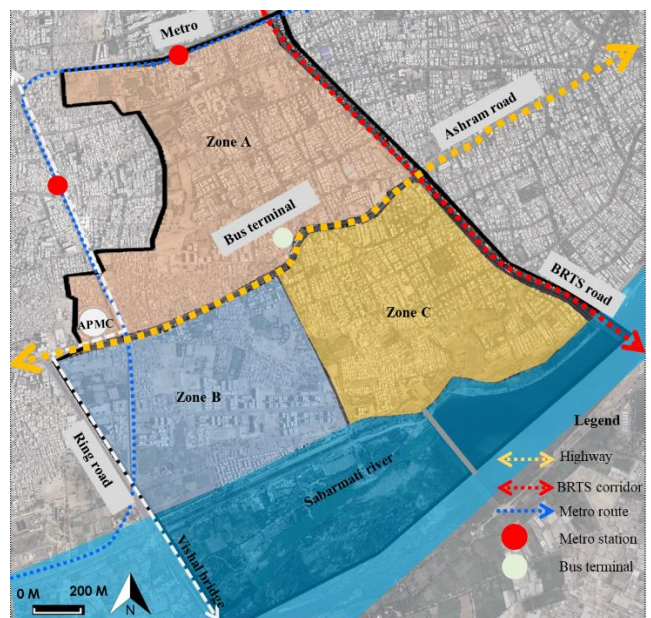 Metro
Ashram road
Zone A
Bus terminal
BRTS road
APMC
Zone C
Zone B
Ring road
Sabarmati river
Vishal bridge
Legend
Highway
BRTS corridor
Metro route
Metro station
Bus terminal
0 M 200 M N